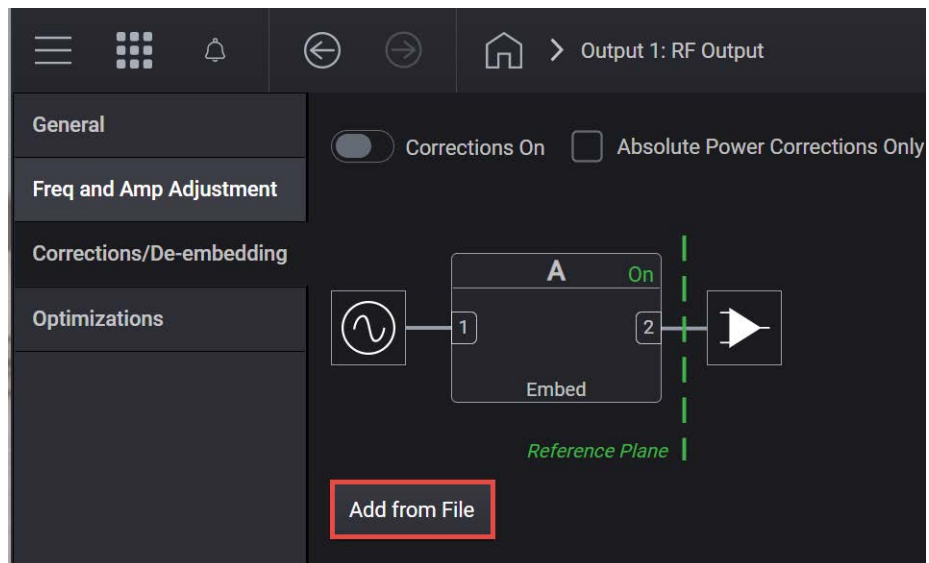 Output 1: RF Output
General
Freq and Amp Adjustment
Corrections/De-embedding
Optimizations
Corrections On
Absolute Power Corrections Only
A
On
1
2
Embed
Reference Plane
Add from File